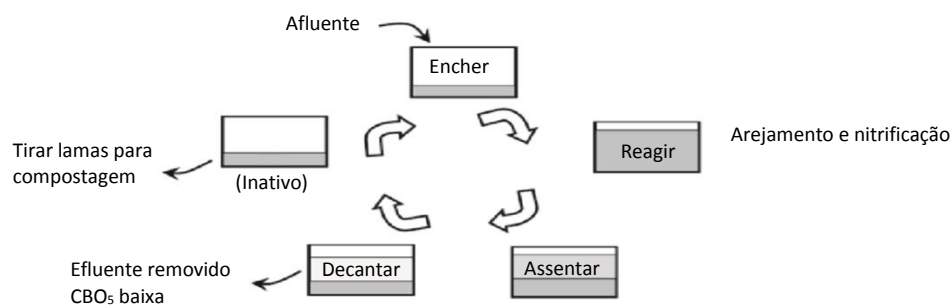 Afluente
Encher
Reagir
Arejamento e nitrificação
Tirar lamas para
compostagem
(Inativo)
Assentar
Decantar
Efluente removido
CBO₅ baixa